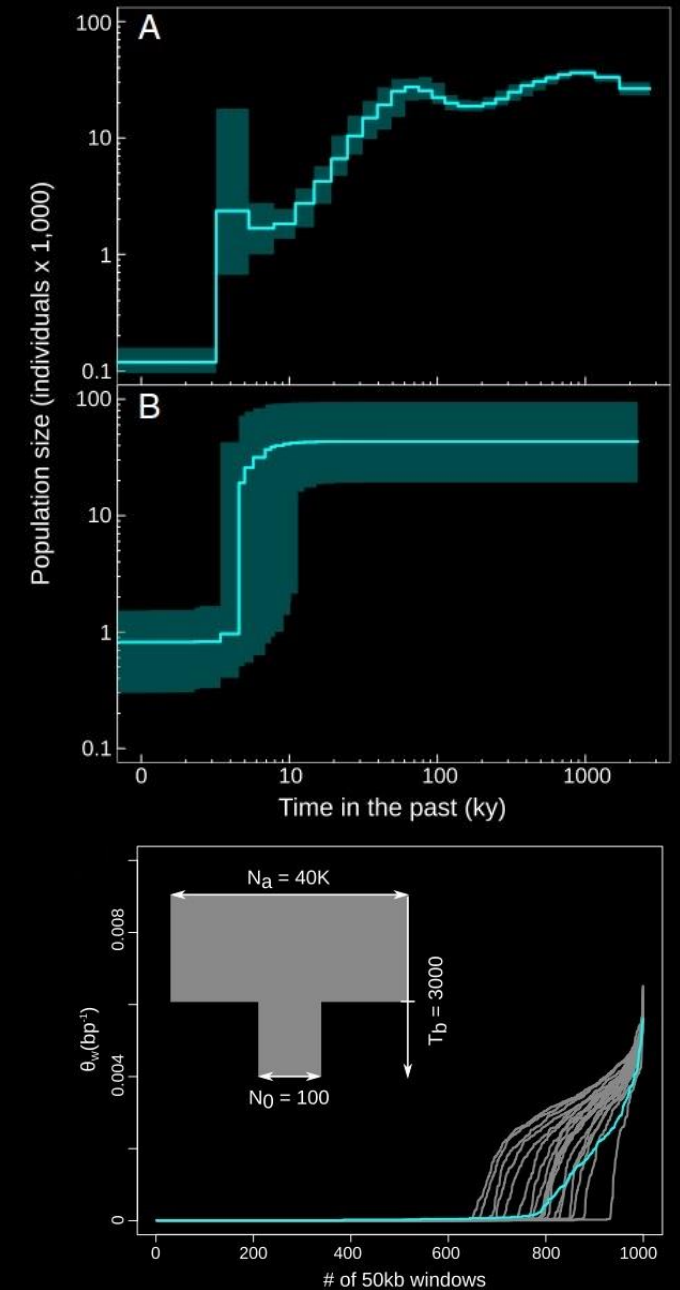 A
100
10
1
0.1
Population size (individuals x 1,000)
B
100
10
1
0.1
0
10
100
1000
Time in the past (ky)
Na = 40K
Tb = 3000
N0 = 100
0.008
0.004
0
θw(bp-1)
0
200
400
600
800
1000
# of 50kb windows